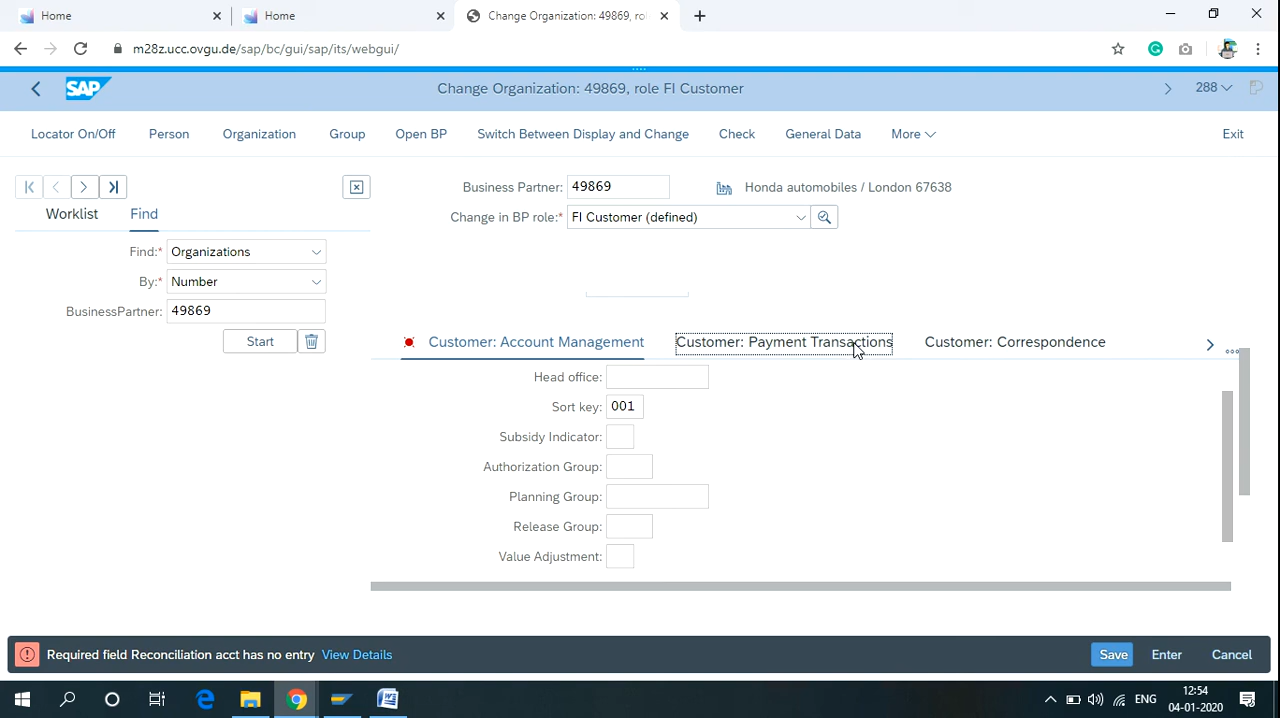 Home
Home
Change Organization: 49869, ro
m28z.ucc.ovgu.de/sap/bc/gui/sap/its/webgui/
SAP
Change Organization: 49869, role FI Customer
288
Locator On/Off
Person
Organization
Group
Open BP
Switch Between Display and Change
Check
General Data
More
Exit
Business Partner: 49869
Honda automobiles / London 67638
Worklist
Find
Change in BP role:* FI Customer (defined)
Find:* Organizations
By:* Number
BusinessPartner: 49869
Start
Customer: Account Management
Customer: Payment Transactions
Customer: Correspondence
Head office:
Sort key: 001
Subsidy Indicator:
Authorization Group:
Planning Group:
Release Group:
Value Adjustment:
Required field Reconciliation acct has no entry View Details
Save
Enter
Cancel
ENG
12:54
04-01-2020